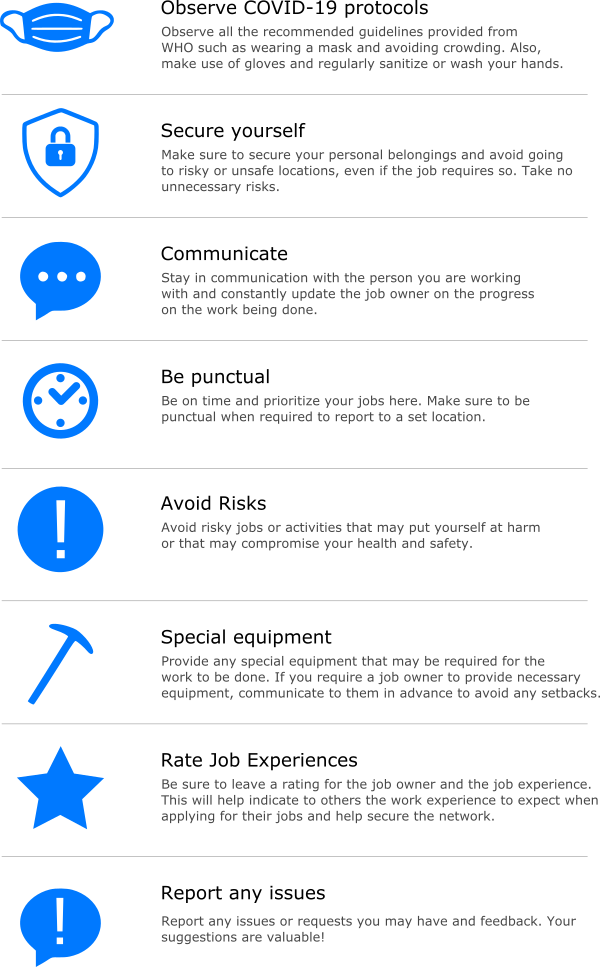 Observe COVID-19 protocols
Observe all the recommended guidelines provided from
WHO such as wearing a mask and avoiding crowding. Also,
make use of gloves and regularly sanitize or wash your hands.
Secure yourself
Make sure to secure your personal belongings and avoid going
to risky or unsafe locations, even if the job requires so. Take no
unnecessary risks.
Communicate
Stay in communication with the person you are working
with and constantly update the job owner on the progress
on the work being done.
Be punctual
Be on time and prioritize your jobs here. Make sure to be
punctual when required to report to a set location.
Avoid Risks
Avoid risky jobs or activities that may put yourself at harm
or that may compromise your health and safety.
Special equipment
Provide any special equipment that may be required for the
work to be done. If you require a job owner to provide necessary
equipment, communicate to them in advance to avoid any setbacks.
Rate Job Experiences
Be sure to leave a rating for the job owner and the job experience.
This will help indicate to others the work experience to expect when
applying for their jobs and help secure the network.
Report any issues
Report any issues or requests you may have and feedback. Your
suggestions are valuable!